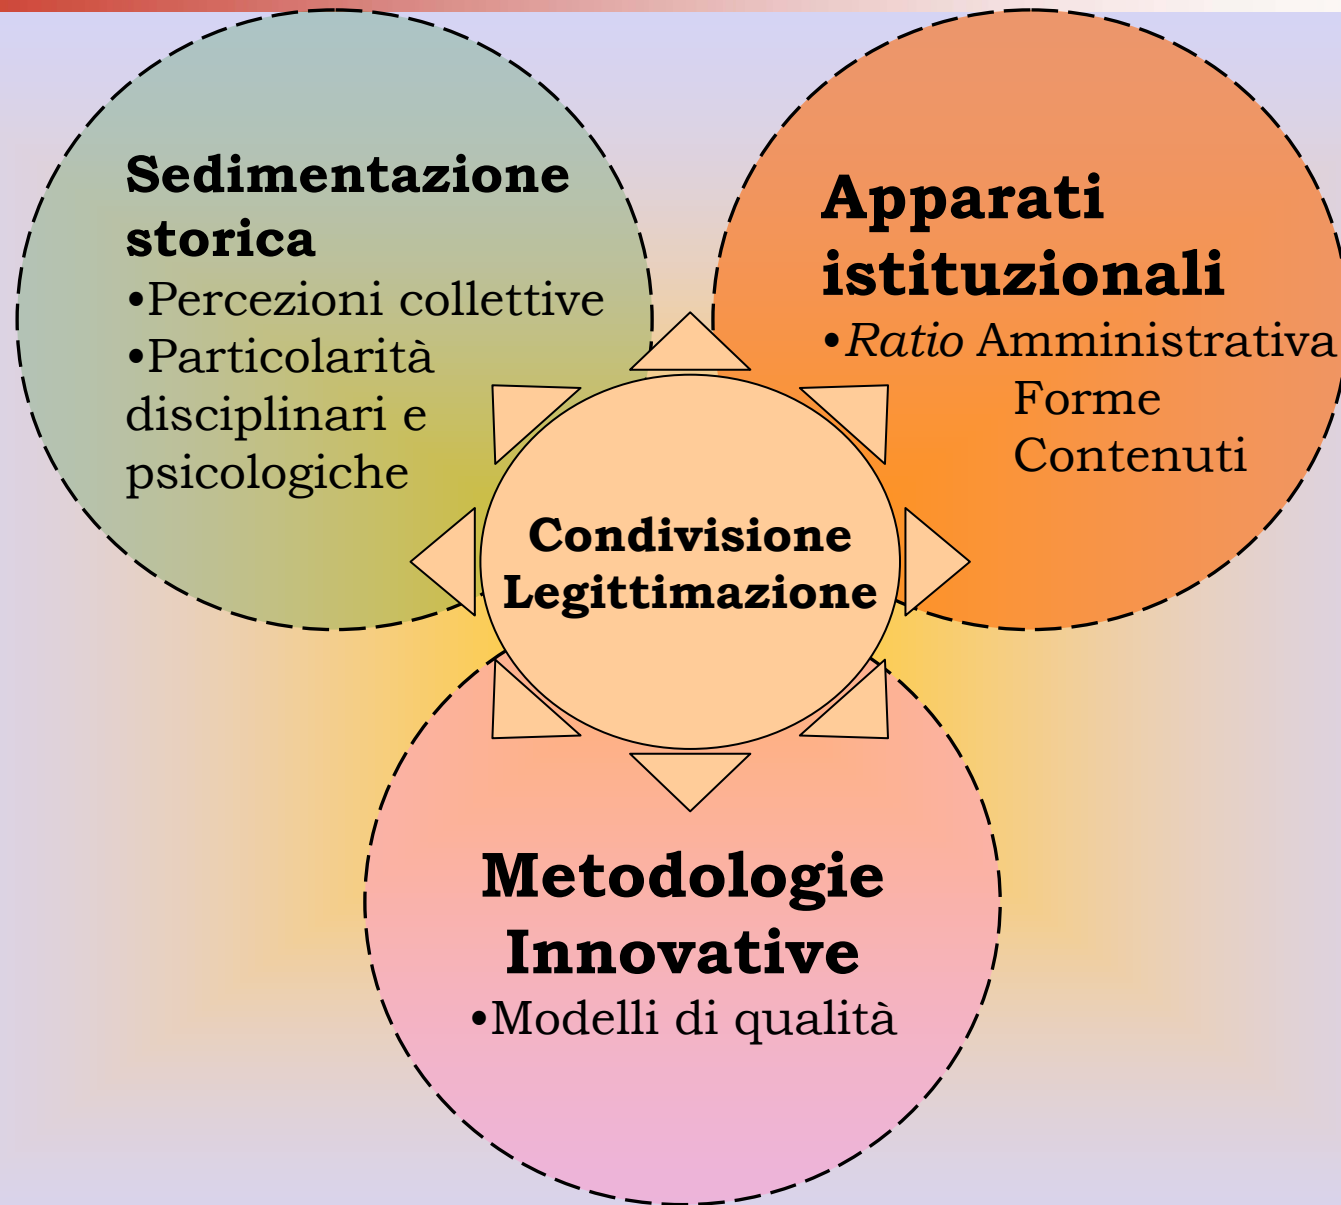 Sedimentazione
storica
•Percezioni collettive
•Particolarità
disciplinari e
psicologiche
Apparati
istituzionali
•Ratio Amministrativa
Forme
Contenuti
Condivisione
Legittimazione
Metodologie
Innovative
•Modelli di qualità